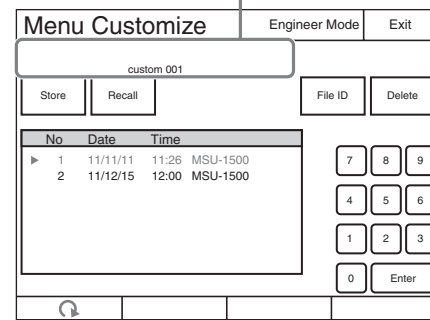 Menu Customize Engineer Mode Exit
custom 001
Store Recall File ID Delete
No Date Time
1 11/11/11 11:26 MSU-1500
2 11/12/15 12:00 MSU-1500
7 8 9
4 5 6
1 2 3
0 Enter